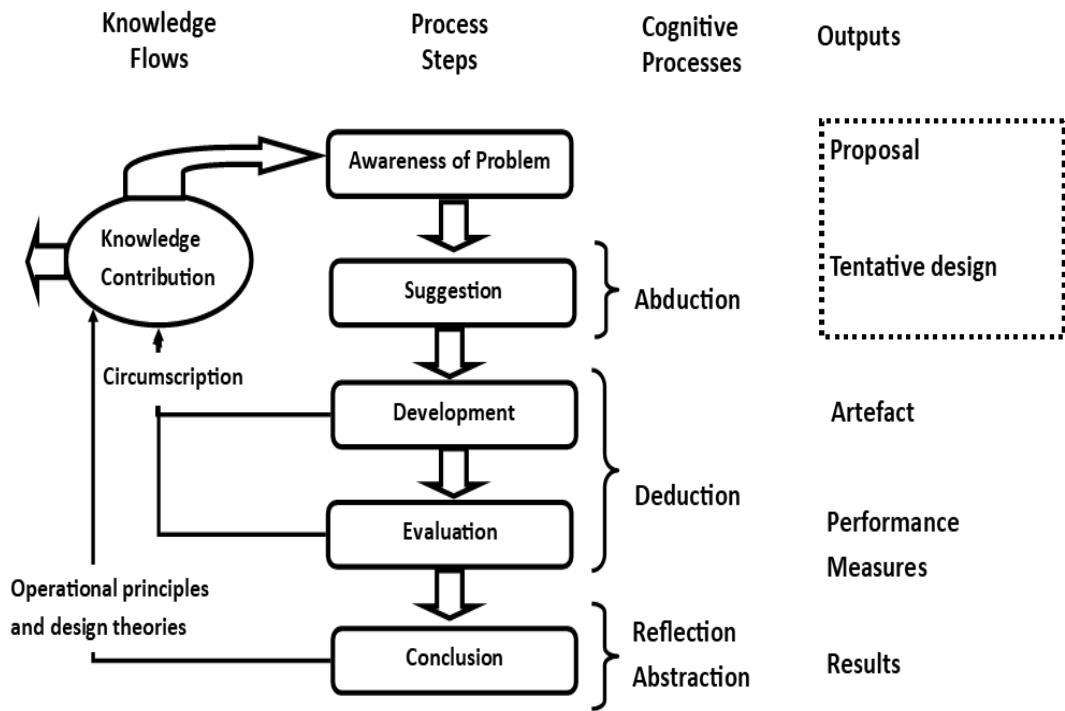 Knowledge
Flows
Process
Steps
Cognitive
Processes
Outputs
Awareness of Problem
Proposal
Knowledge
Contribution
Suggestion
Abduction
Tentative design
Circumscription
Development
Artefact
Deduction
Evaluation
Performance
Measures
Operational principles
and design theories
Conclusion
Reflection
Abstraction
Results